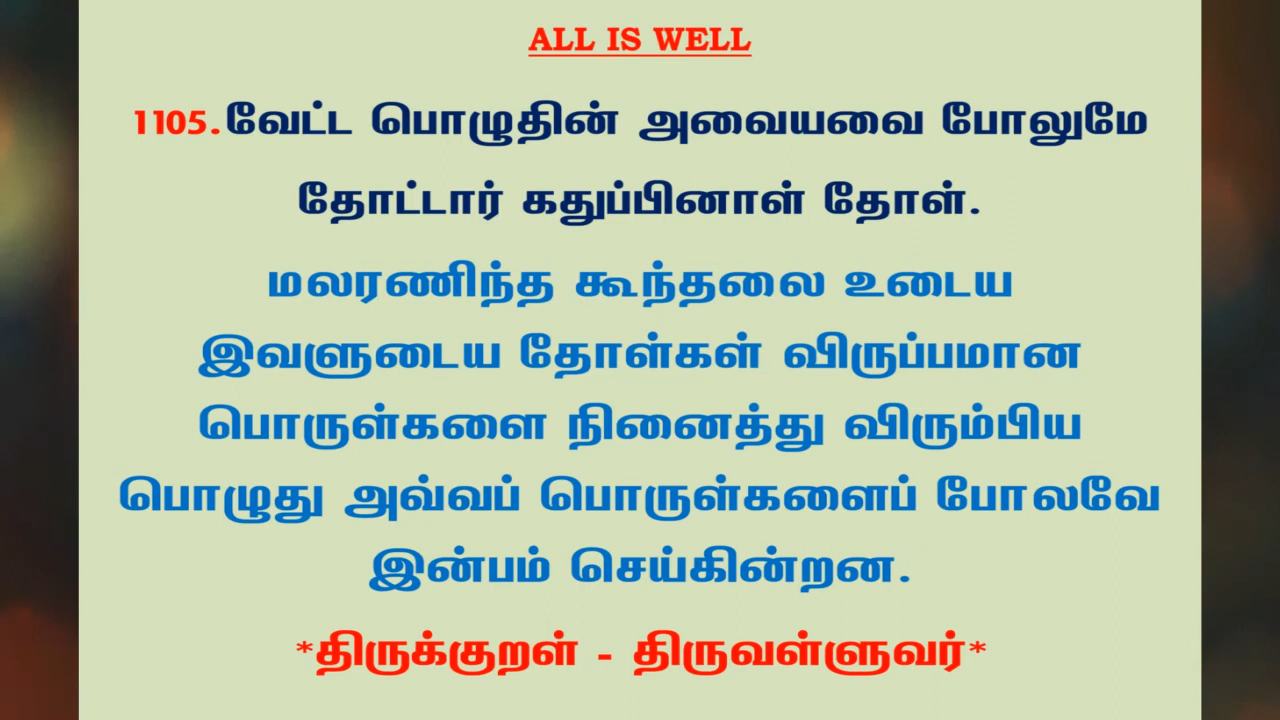 ALL IS WELL
1105.வேட்ட பொழுதின் அவையவை போலுமே
தோட்டார் கதுப்பினாள் தோள்.
மலரணிந்த கூந்தலை உடைய
இவளுடைய தோள்கள் விருப்பமான
பொருள்களை நினைத்து விரும்பிய
பொழுது அவ்வப் பொருள்களைப் போலவே
இன்பம் செய்கின்றன.
*திருக்குறள் - திருவள்ளுவர்*